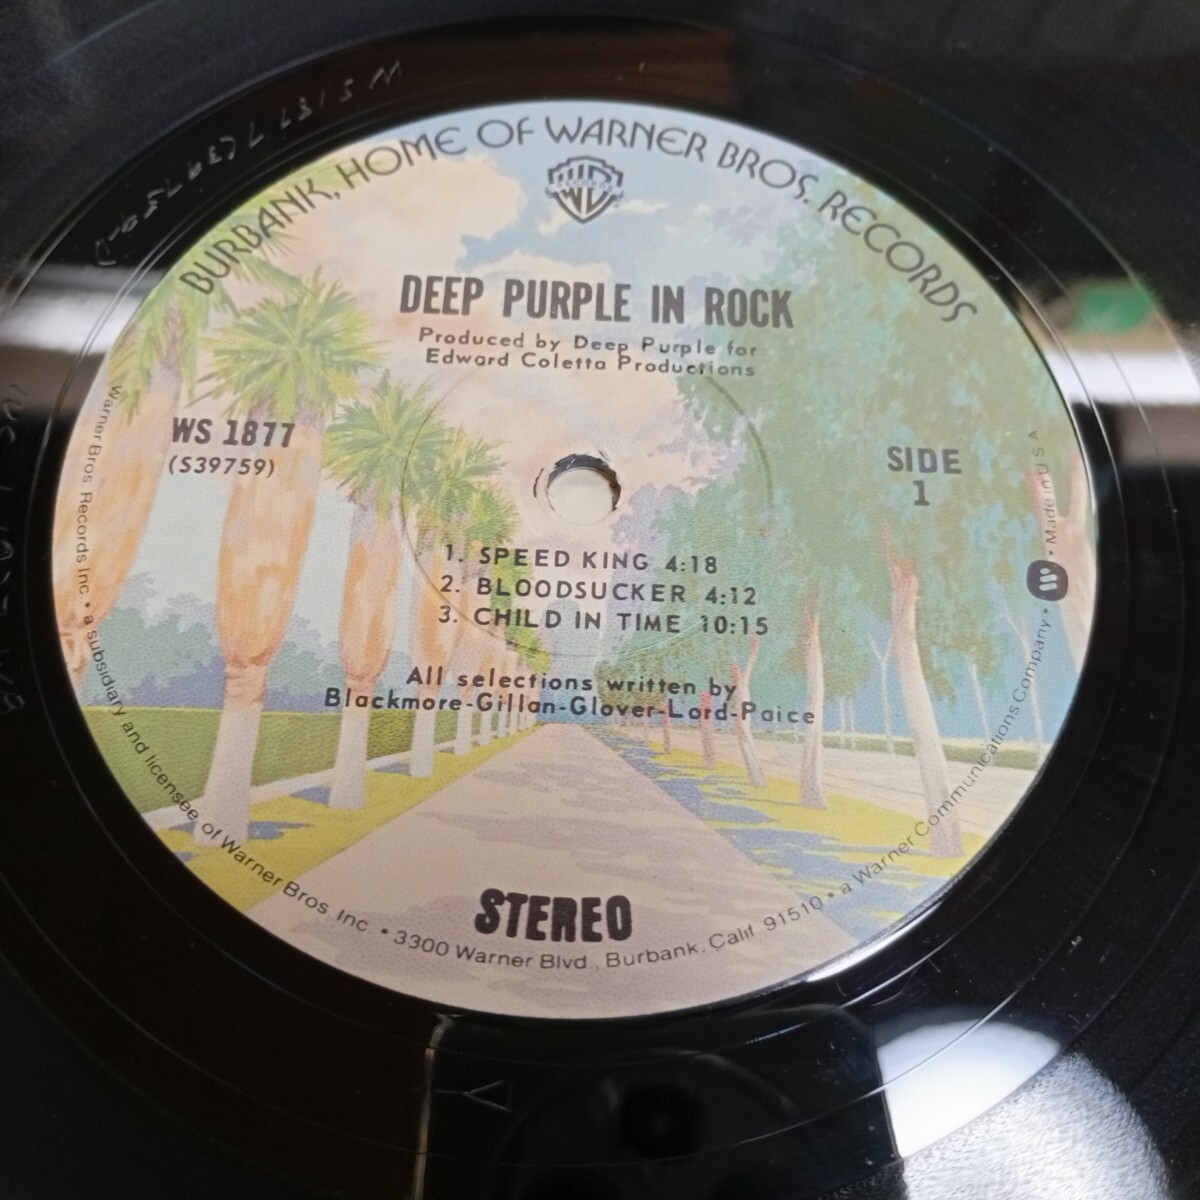 BURBANK, HOME OF WARNER BROS. RECORDS
DEEP PURPLE IN ROCK
Produced by Deep Purple for
Edward Coletta Productions
WS 1877
(S39759)
SIDE
1
1. SPEED KING 4:18
2. BLOODSUCKER 4:12
3. CHILD IN TIME 10:15
All selections written by
Blackmore-Gillan-Glover-Lord-Paice
STEREO
Warner Bros Records Inc. • a subsidiary and licensee of Warner Bros. Inc • 3300 Warner Blvd., Burbank. Calif 91510 • a Warner Communications Company • Made in U S A